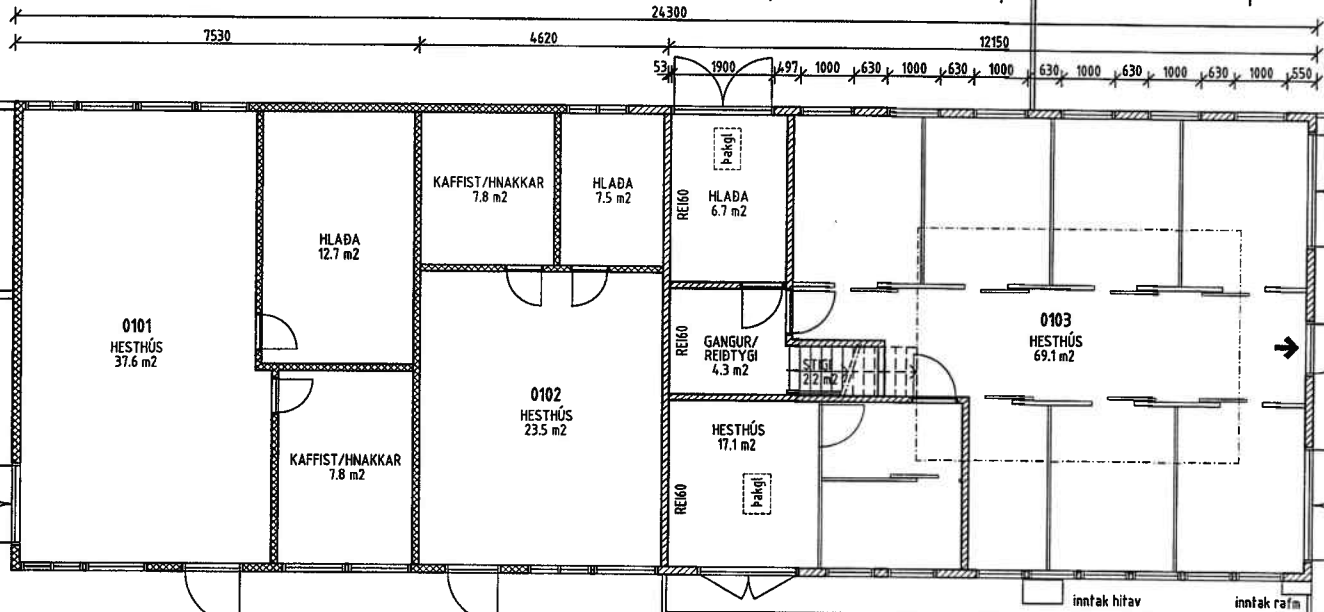 24300
7530 4620 12150
53 1900 497 1000 630 1000 630 1000 630 1000 630 1000 630 1000 550
þakgl
KAFFIST/HNAKKAR
7.8 m2
HLAÐA
7.5 m2
REI60
HLAÐA
6.7 m2
HLAÐA
12.7 m2
0101
HESTHÚS
37.6 m2
REI60
GANGUR/
REIÐTYGI
4.3 m2
STIGI
2.2 m2
0103
HESTHÚS
69.1 m2
0102
HESTHÚS
23.5 m2
HESTHÚS
17.1 m2
KAFFIST/HNAKKAR
7.8 m2
REI60
þakgl
inntak hitav
inntak rafm